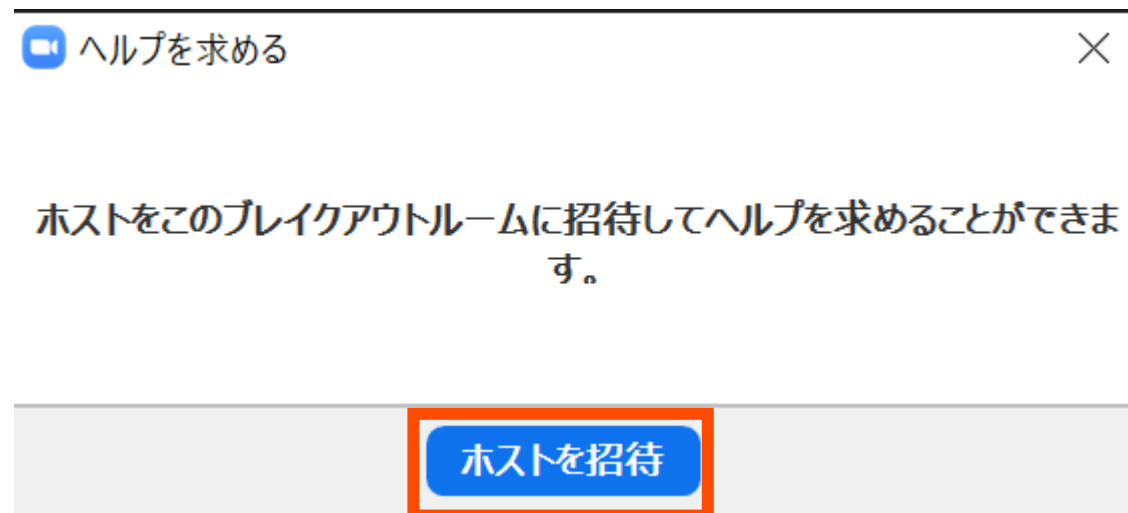 ヘルプを求める
ホストをこのブレイクアウトルームに招待してヘルプを求めることができま
す。
ホストを招待